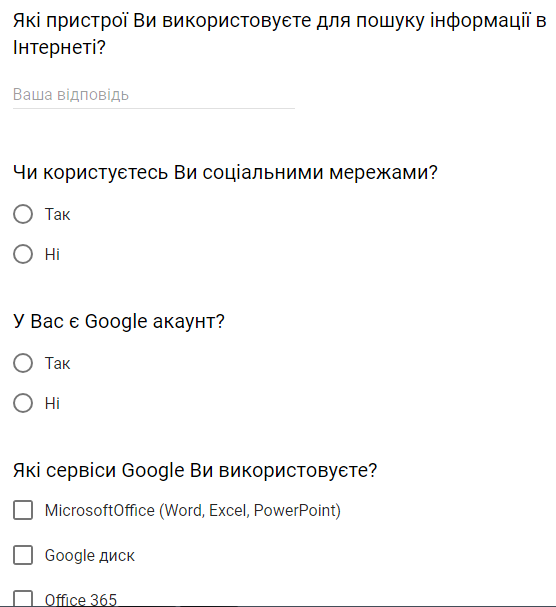 Які пристрої Ви використовуєте для пошуку інформації в
Інтернеті?
Ваша відповідь
Чи користуєтесь Ви соціальними мережами?
Так
Ні
У Вас є Google акаунт?
Так
Ні
Які сервіси Google Ви використовуєте?
MicrosoftOffice (Word, Excel, PowerPoint)
Google диск
Office 365